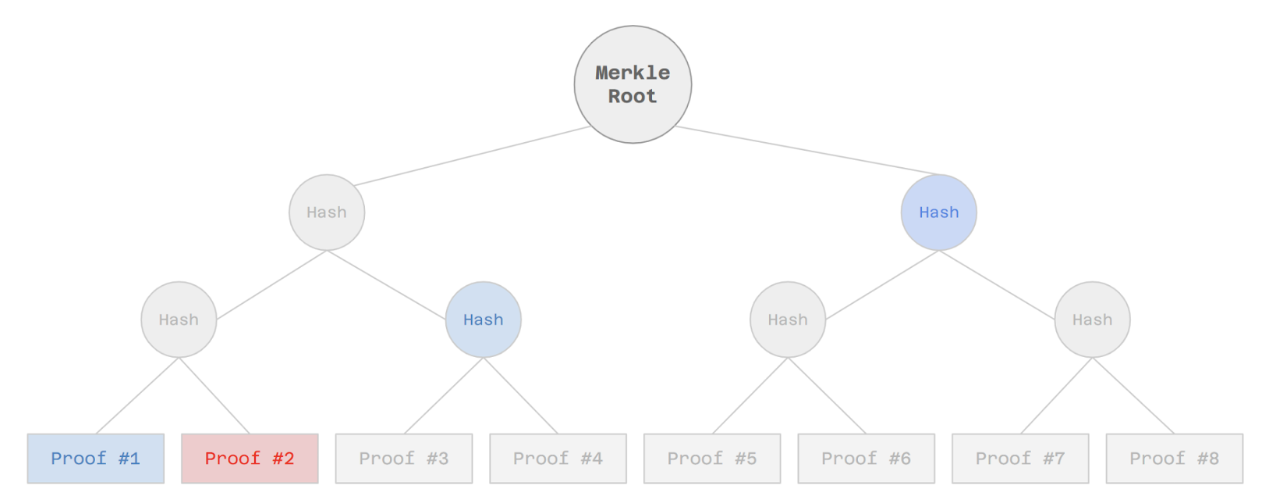 Merkle
Root
Hash
Hash
Hash
Hash
Hash
Hash
Proof #1
Proof #2
Proof #3
Proof #4
Proof #5
Proof #6
Proof #7
Proof #8